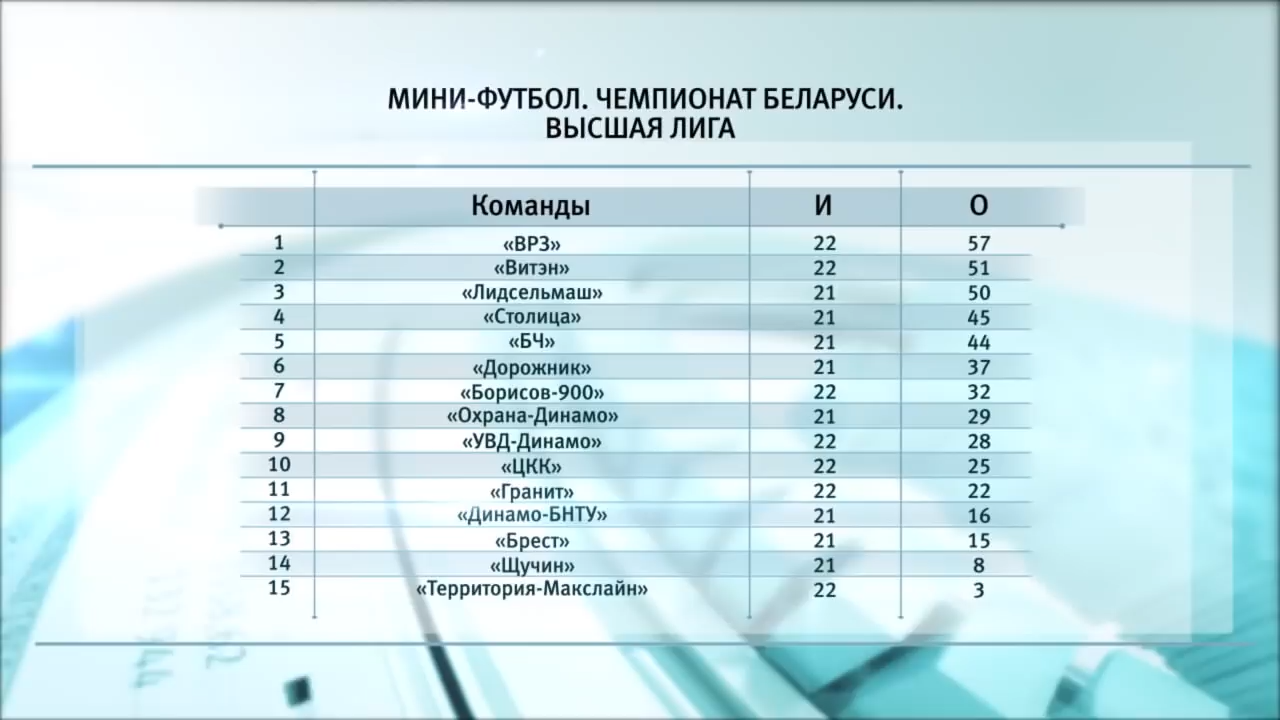 МИНИ-ФУТБОЛ. ЧЕМПИОНАТ БЕЛАРУСИ.
ВЫСШАЯ ЛИГА
Команды И О
1 «ВРЗ» 22 57
2 «Витэн» 22 51
3 «Лидсельмаш» 21 50
4 «Столица» 21 45
5 «БЧ» 21 44
6 «Дорожник» 21 37
7 «Борисов-900» 22 32
8 «Охрана-Динамо» 21 29
9 «УВД-Динамо» 22 28
10 «ЦКК» 22 25
11 «Гранит» 22 22
12 «Динамо-БНТУ» 21 16
13 «Брест» 21 15
14 «Щучин» 21 8
15 «Территория-Макслайн» 22 3